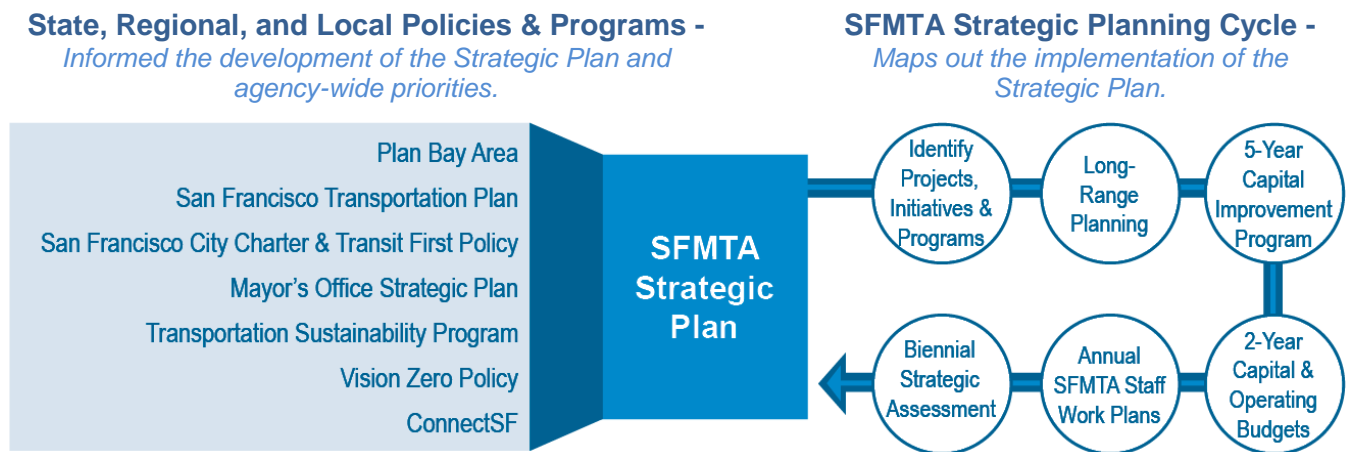 State, Regional, and Local Policies & Programs -
Informed the development of the Strategic Plan and
agency-wide priorities.
SFMTA Strategic Planning Cycle -
Maps out the implementation of the
Strategic Plan.
Plan Bay Area
San Francisco Transportation Plan
San Francisco City Charter & Transit First Policy
Mayor's Office Strategic Plan
Transportation Sustainability Program
Vision Zero Policy
ConnectSF
SFMTA
Strategic
Plan
Identify
Projects,
Initiatives &
Programs
Long-
Range
Planning
5-Year
Capital
Improvement
Program
2-Year
Capital &
Operating
Budgets
Annual
SFMTA Staff
Work Plans
Biennial
Strategic
Assessment